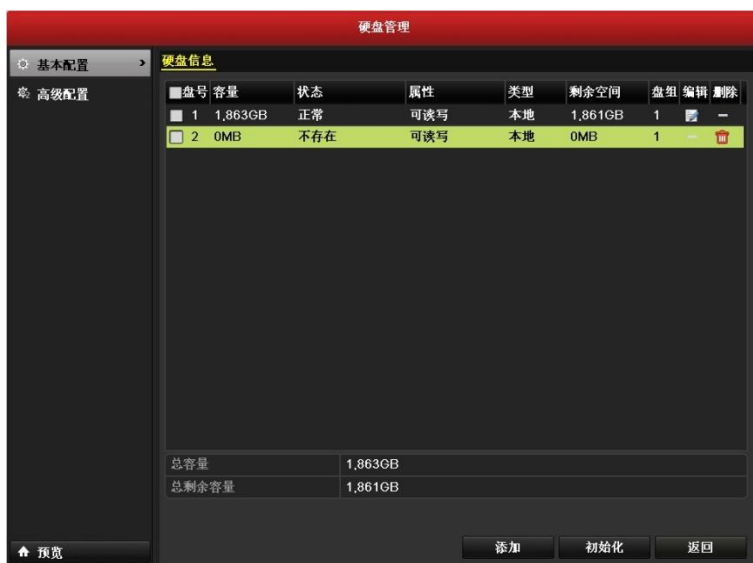 硬盘管理
基本配置
高级配置
硬盘信息
盘号 容量 状态 属性 类型 剩余空间 盘组 编辑 删除
1 1,863GB 正常 可读写 本地 1,861GB 1 –
2 0MB 不存在 可读写 本地 0MB 1 –
总容量 1,863GB
总剩余容量 1,861GB
预览 添加 初始化 返回